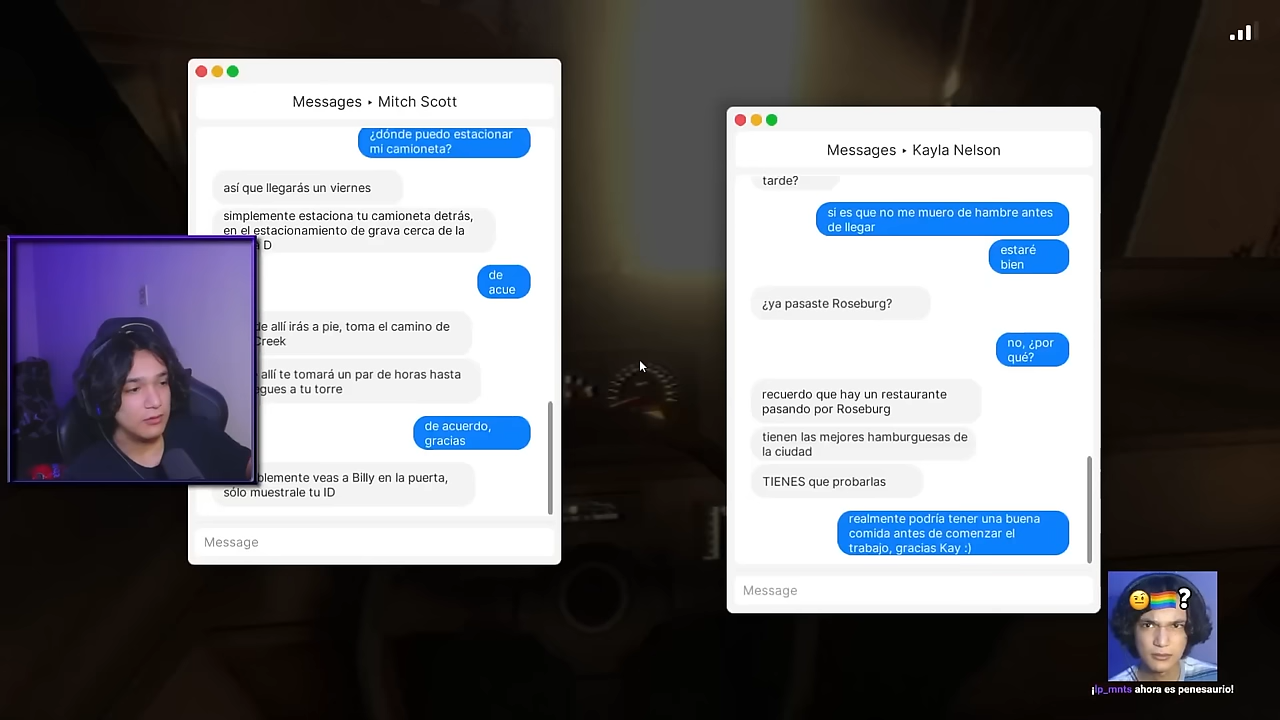 Messages ▸ Mitch Scott
¿dónde puedo estacionar
mi camioneta?
así que llegarás un viernes
simplemente estaciona tu camioneta detrás,
en el estacionamiento de grava cerca de la
D
de
acue
de allí irás a pie, toma el camino de
Creek
allí te tomará un par de horas hasta
a tu torre
de acuerdo,
gracias
veas a Billy en la puerta,
sólo muestrale tu ID
Message
Messages ▸ Kayla Nelson
tarde?
si es que no me muero de hambre antes
de llegar
estaré
bien
¿ya pasaste Roseburg?
no, ¿por
qué?
recuerdo que hay un restaurante
pasando por Roseburg
tienen las mejores hamburguesas de
la ciudad
TIENES que probarlas
realmente podría tener una buena
comida antes de comenzar el
trabajo, gracias Kay :)
Message
?
¡lp_mnts ahora es penesaurio!